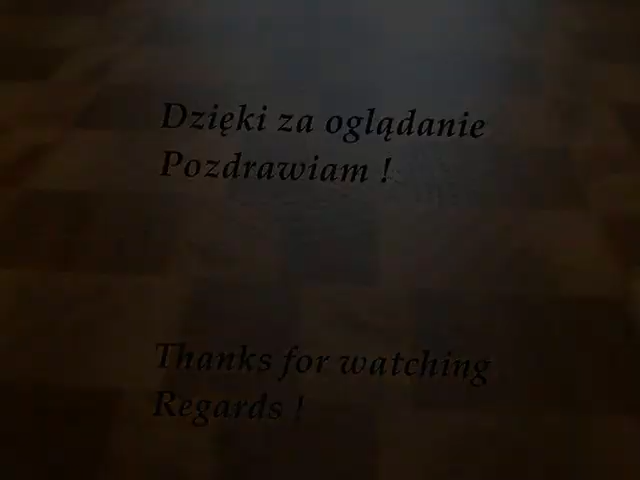 Dzięki za oglądanie
Pozdrawiam !
Thanks for watching
Regards !